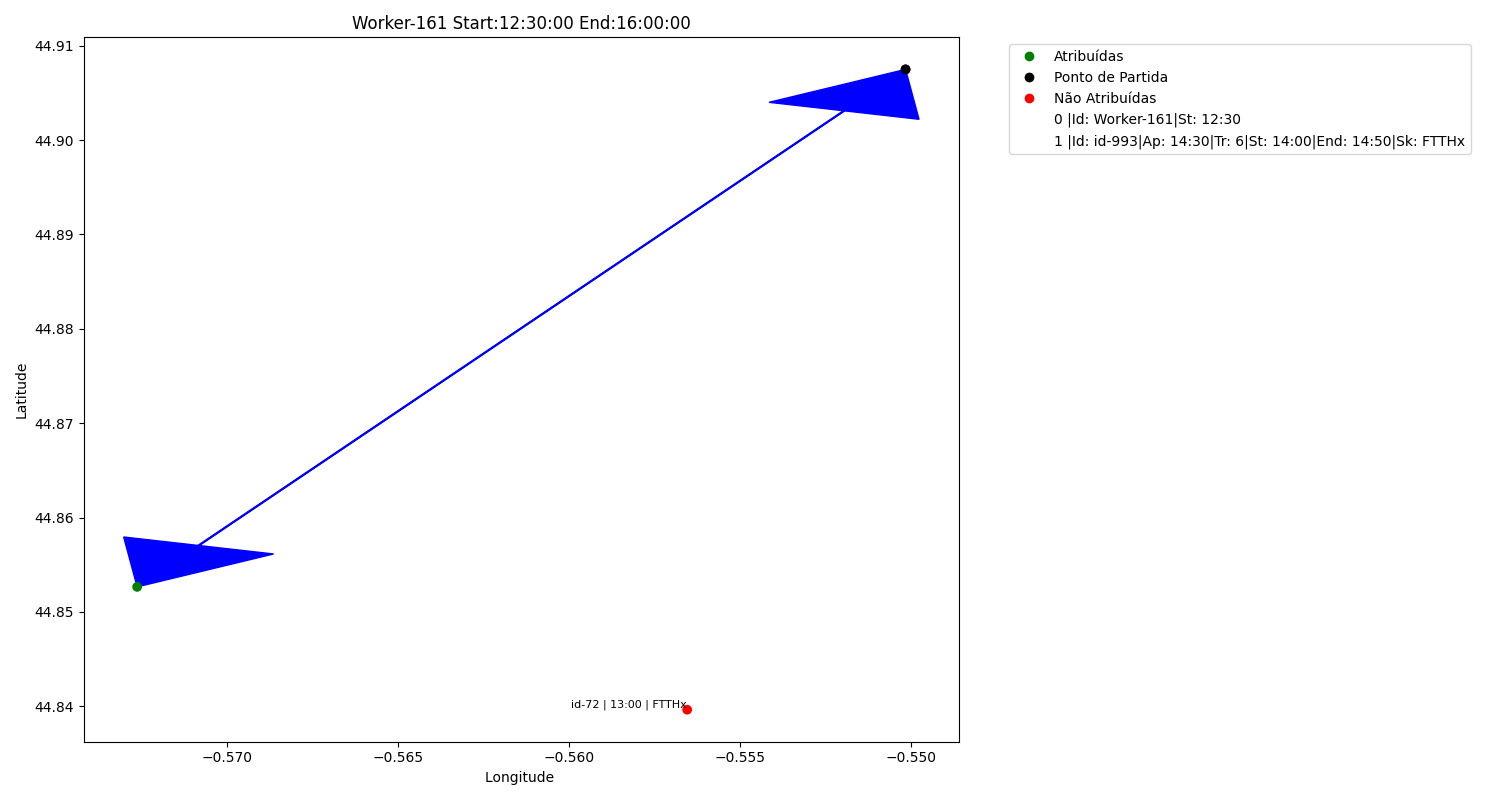 Worker-161 Start:12:30:00 End:16:00:00
44.91
44.90
44.89
44.88
44.87
44.86
44.85
44.84
Latitude
id-72 | 13:00 | FTTHx
−0.570
−0.565
−0.560
−0.555
−0.550
Longitude
Atribuídas
Ponto de Partida
Não Atribuídas
0 |Id: Worker-161|St: 12:30
1 |Id: id-993|Ap: 14:30|Tr: 6|St: 14:00|End: 14:50|Sk: FTTHx